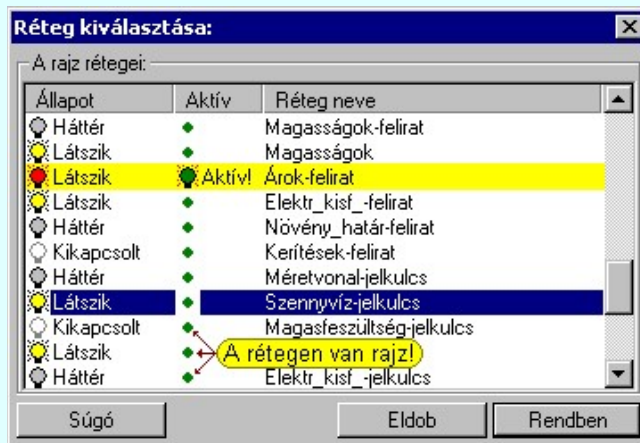 Réteg kiválasztása:
A rajz rétegei:
Állapot Aktív Réteg neve
Háttér Magasságok-felirat
Látszik Magasságok
Látszik Aktív! Árok-felirat
Látszik Elektr_kisf_-felirat
Háttér Növény_határ-felirat
Kikapcsolt Kerítések-felirat
Háttér Méretvonal-jelkulcs
Látszik Szennyvíz-jelkulcs
Kikapcsolt Magasfeszültség-jelkulcs
Látszik A rétegen van rajz!
Háttér Elektr_kisf_-jelkulcs
Súgó Eldob Rendben